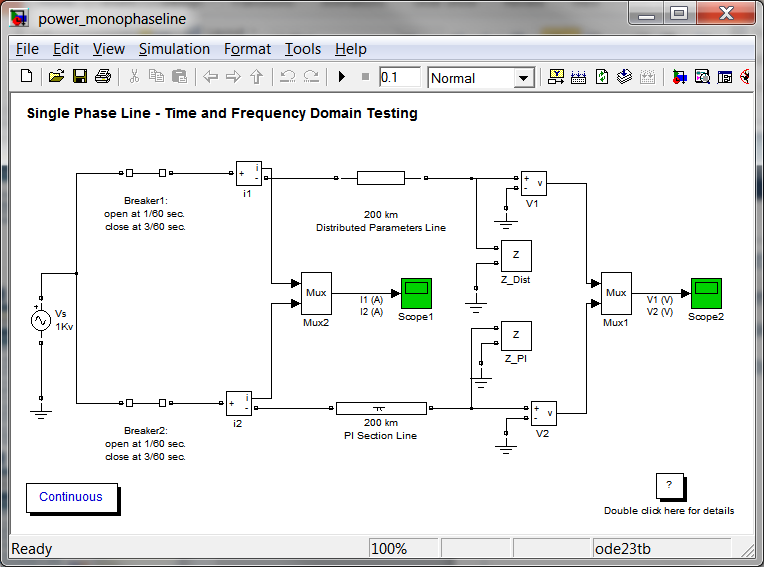 power_monophaseline
File Edit View Simulation Format Tools Help
0.1 Normal
Single Phase Line - Time and Frequency Domain Testing
Breaker1:
open at 1/60 sec.
close at 3/60 sec.
+ i -
i1
200 km
Distributed Parameters Line
+ - v
V1
Z
Z_Dist
Vs
1Kv
+
Mux
Mux2
I1 (A)
I2 (A)
Scope1
Mux
Mux1
V1 (V)
V2 (V)
Scope2
Z
Z_PI
+ i -
i2
200 km
PI Section Line
+ - v
V2
Breaker2:
open at 1/60 sec.
close at 3/60 sec.
Continuous
?
Double click here for details
Ready 100% ode23tb